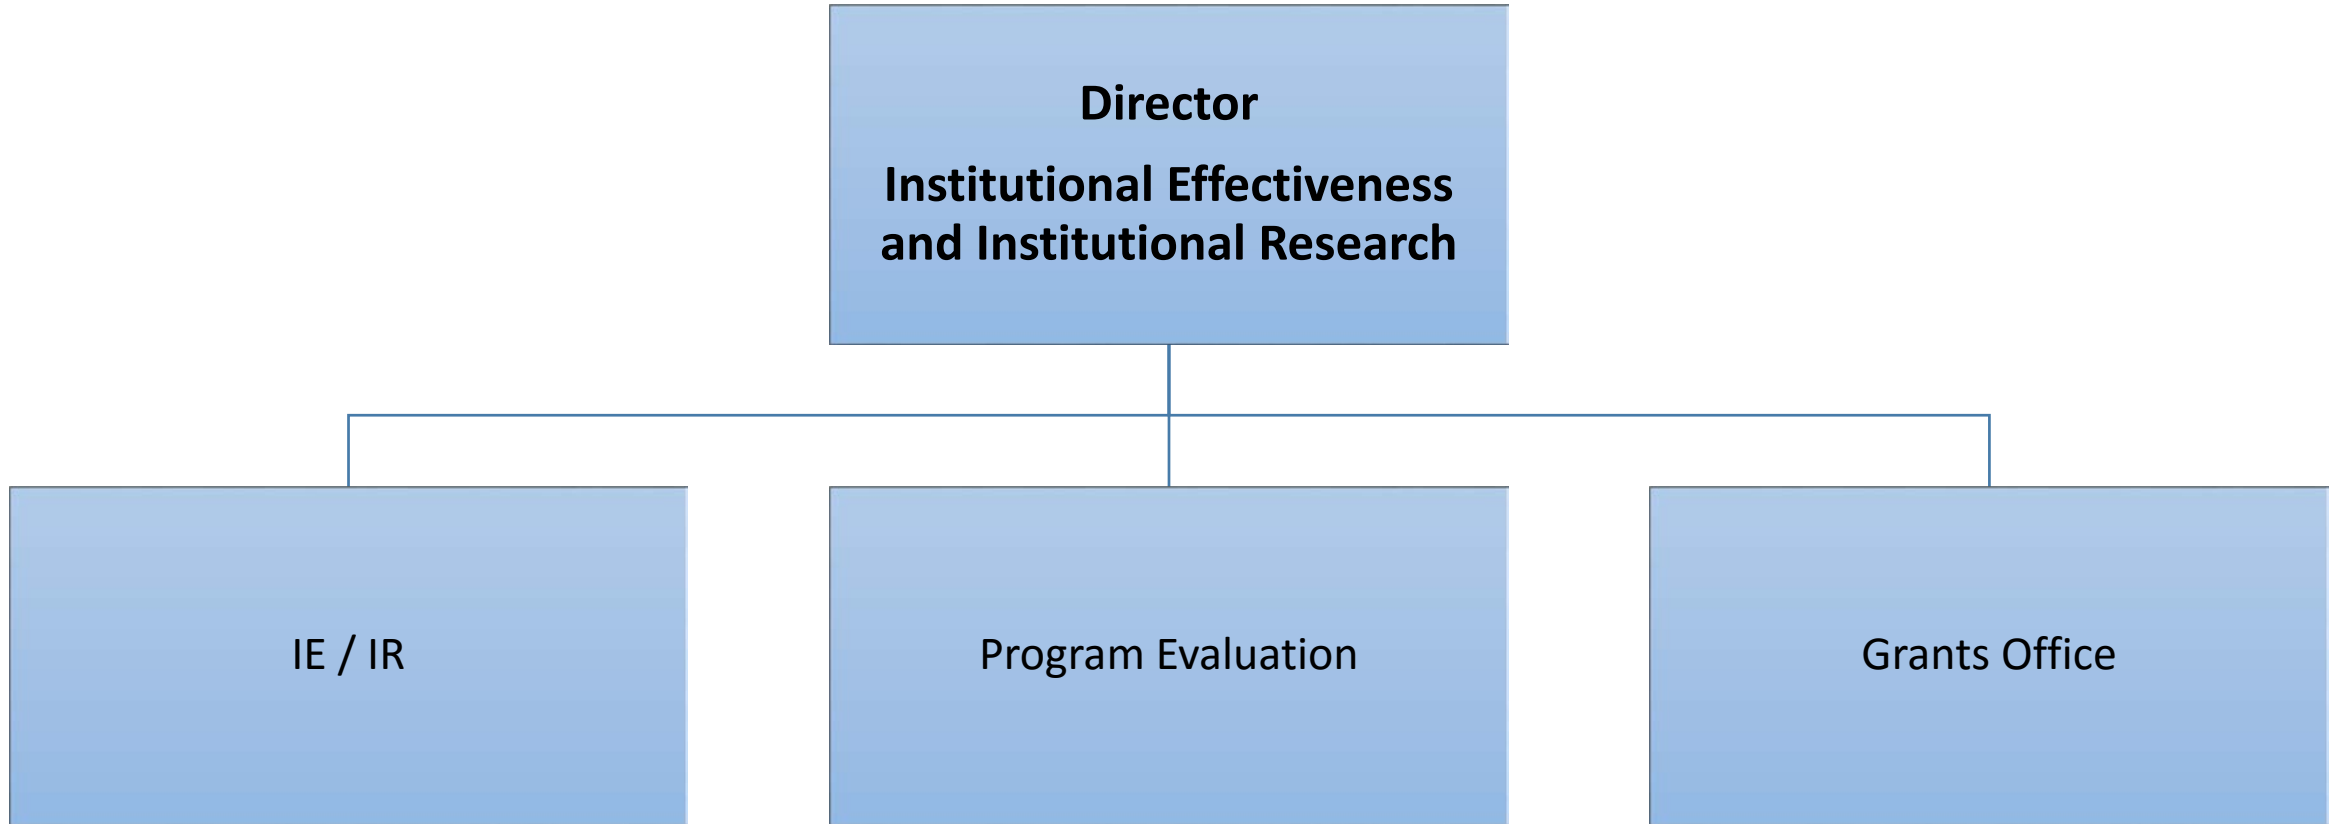 Director
Institutional Effectiveness
and Institutional Research
IE / IR
Program Evaluation
Grants Office